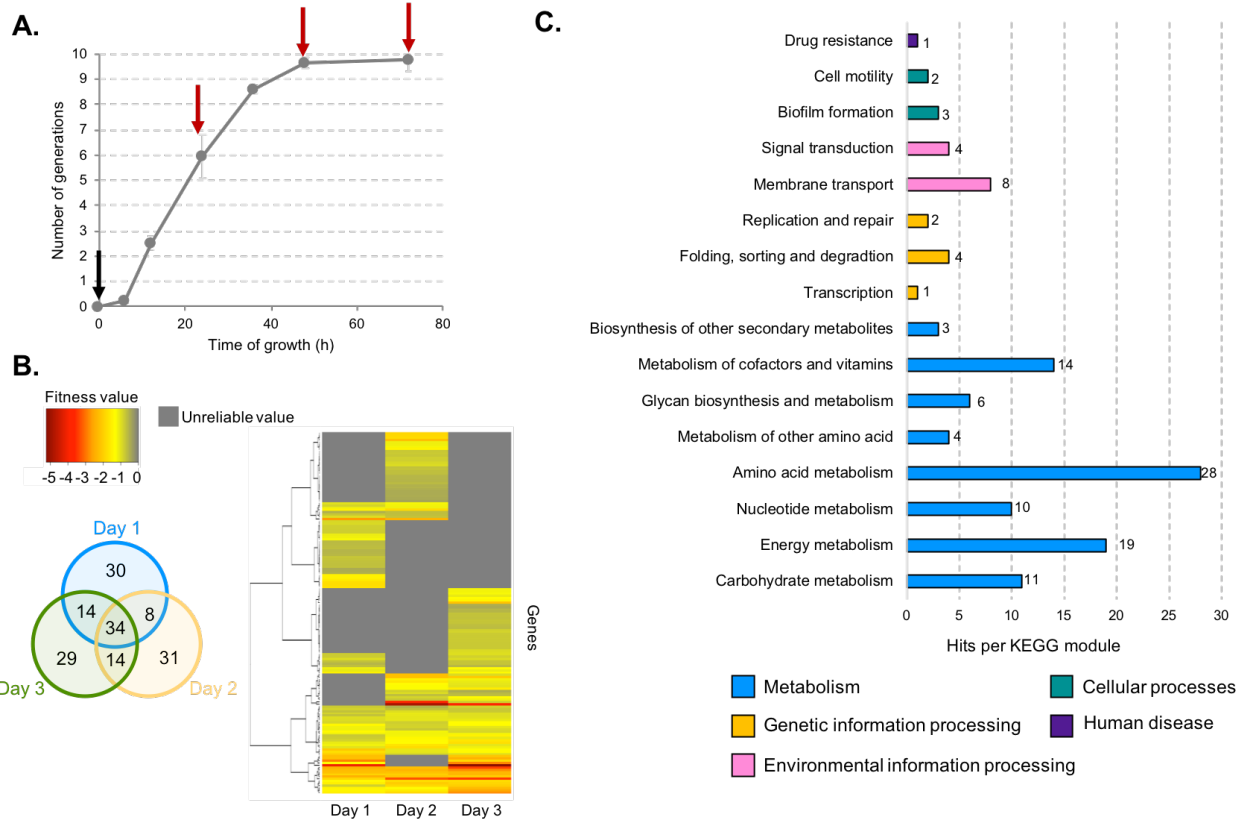 A.
10
9
8
7
6
5
4
3
2
1
0
Number of generations
0 20 40 60 80
Time of growth (h)
B.
Fitness value
-5 -4 -3 -2 -1 0
Unreliable value
Day 1
30
14
8
34
29
14
31
Day 3
Day 2
Genes
Day 1 Day 2 Day 3
C.
Drug resistance 1
Cell motility 2
Biofilm formation 3
Signal transduction 4
Membrane transport 8
Replication and repair 2
Folding, sorting and degradtion 4
Transcription 1
Biosynthesis of other secondary metabolites 3
Metabolism of cofactors and vitamins 14
Glycan biosynthesis and metabolism 6
Metabolism of other amino acid 4
Amino acid metabolism 28
Nucleotide metabolism 10
Energy metabolism 19
Carbohydrate metabolism 11
0 5 10 15 20 25 30
Hits per KEGG module
Metabolism
Cellular processes
Genetic information processing
Human disease
Environmental information processing